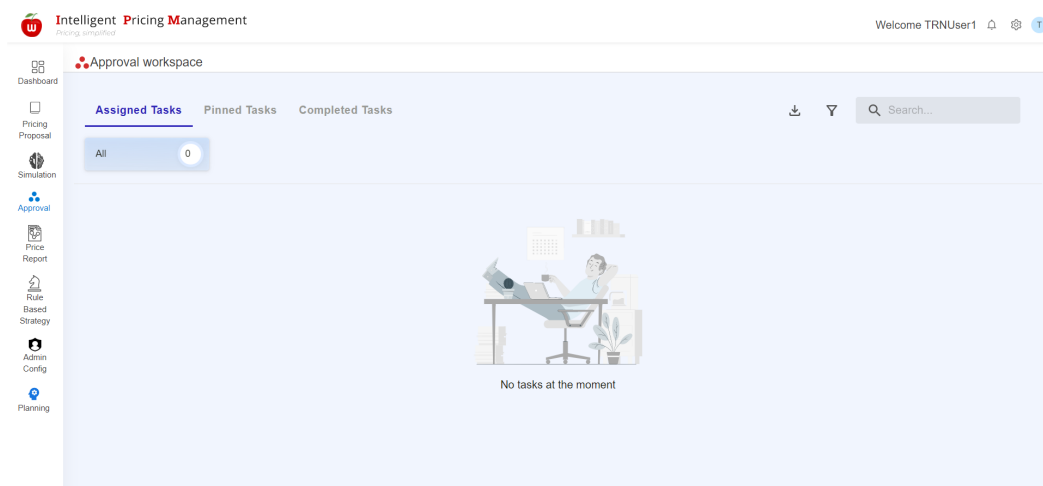 Intelligent Pricing Management
Pricing, simplified
Welcome TRNUser1
T
Approval workspace
Dashboard
Pricing
Proposal
Simulation
Approval
Price
Report
Rule
Based
Strategy
Admin
Config
Planning
Assigned Tasks
Pinned Tasks
Completed Tasks
Search...
All
0
No tasks at the moment